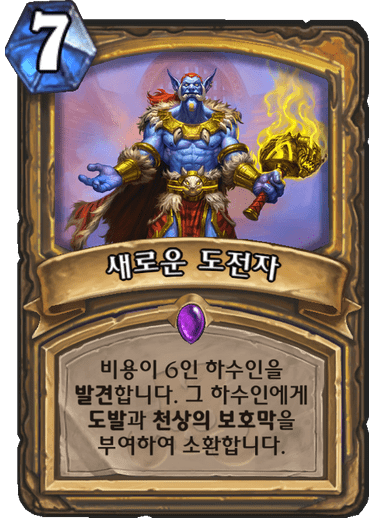 7
새로운 도전자
비용이 6인 하수인을
발견합니다. 그 하수인에게
도발과 천상의 보호막을
부여하여 소환합니다.